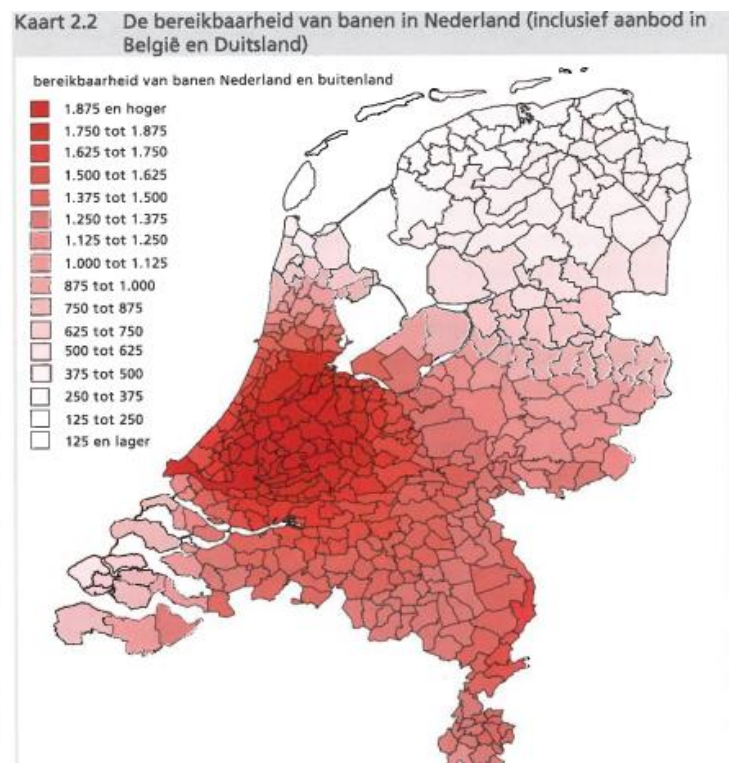 Kaart 2.2 De bereikbaarheid van banen in Nederland (inclusief aanbod in
België en Duitsland)
bereikbaarheid van banen Nederland en buitenland
1.875 en hoger
1.750 tot 1.875
1.625 tot 1.750
1.500 tot 1.625
1.375 tot 1.500
1.250 tot 1.375
1.125 tot 1.250
1.000 tot 1.125
875 tot 1.000
750 tot 875
625 tot 750
500 tot 625
375 tot 500
250 tot 375
125 tot 250
125 en lager